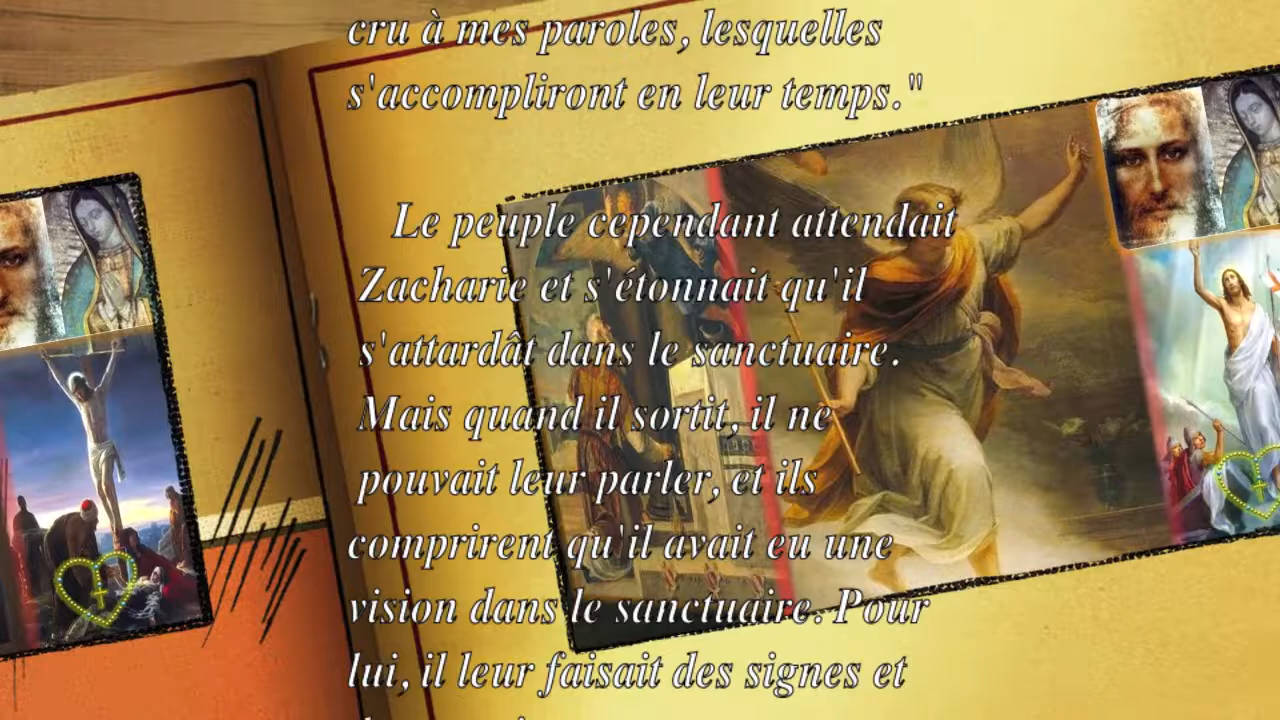 cru à mes paroles, lesquelles
s'accompliront en leur temps."
Le peuple cependant attendait
Zacharie et s'étonnait qu'il
s'attardât dans le sanctuaire.
Mais quand il sortit, il ne
pouvait leur parler, et ils
comprirent qu'il avait eu une
vision dans le sanctuaire. Pour
lui, il leur faisait des signes et